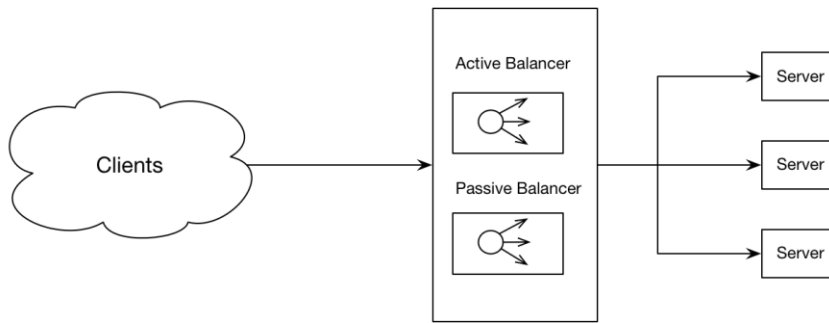 Clients
Active Balancer
Passive Balancer
Server
Server
Server